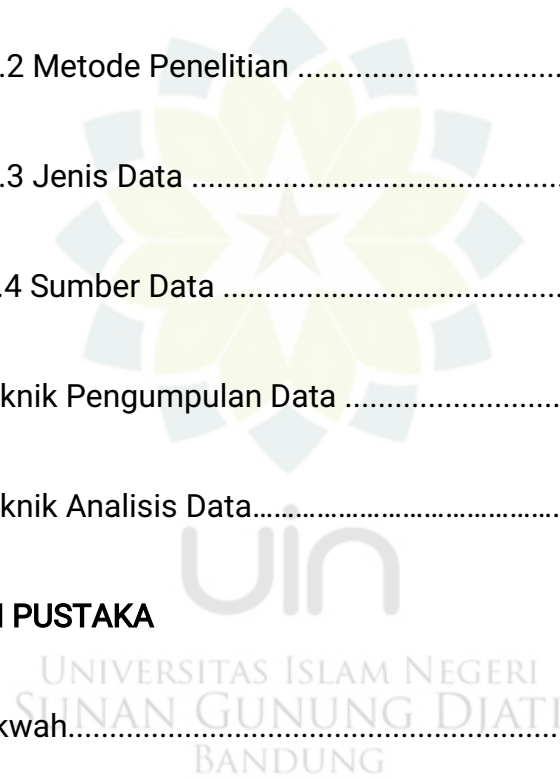 .2 Metode Penelitian ................................
.3 Jenis Data .............................................
.4 Sumber Data .........................................
knik Pengumpulan Data ..........................
knik Analisis Data.....................................
I PUSTAKA
uin
UNIVERSITAS ISLAM NEGERI
SUNAN GUNUNG DJATI
kwah...........................................................
BANDUNG